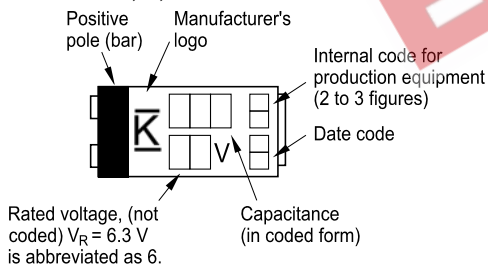 Positive
pole (bar)
Manufacturer's
logo
Internal code for
production equipment
(2 to 3 figures)
Date code
K
V
Rated voltage, (not
coded) VR = 6.3 V
is abbreviated as 6.
Capacitance
(in coded form)